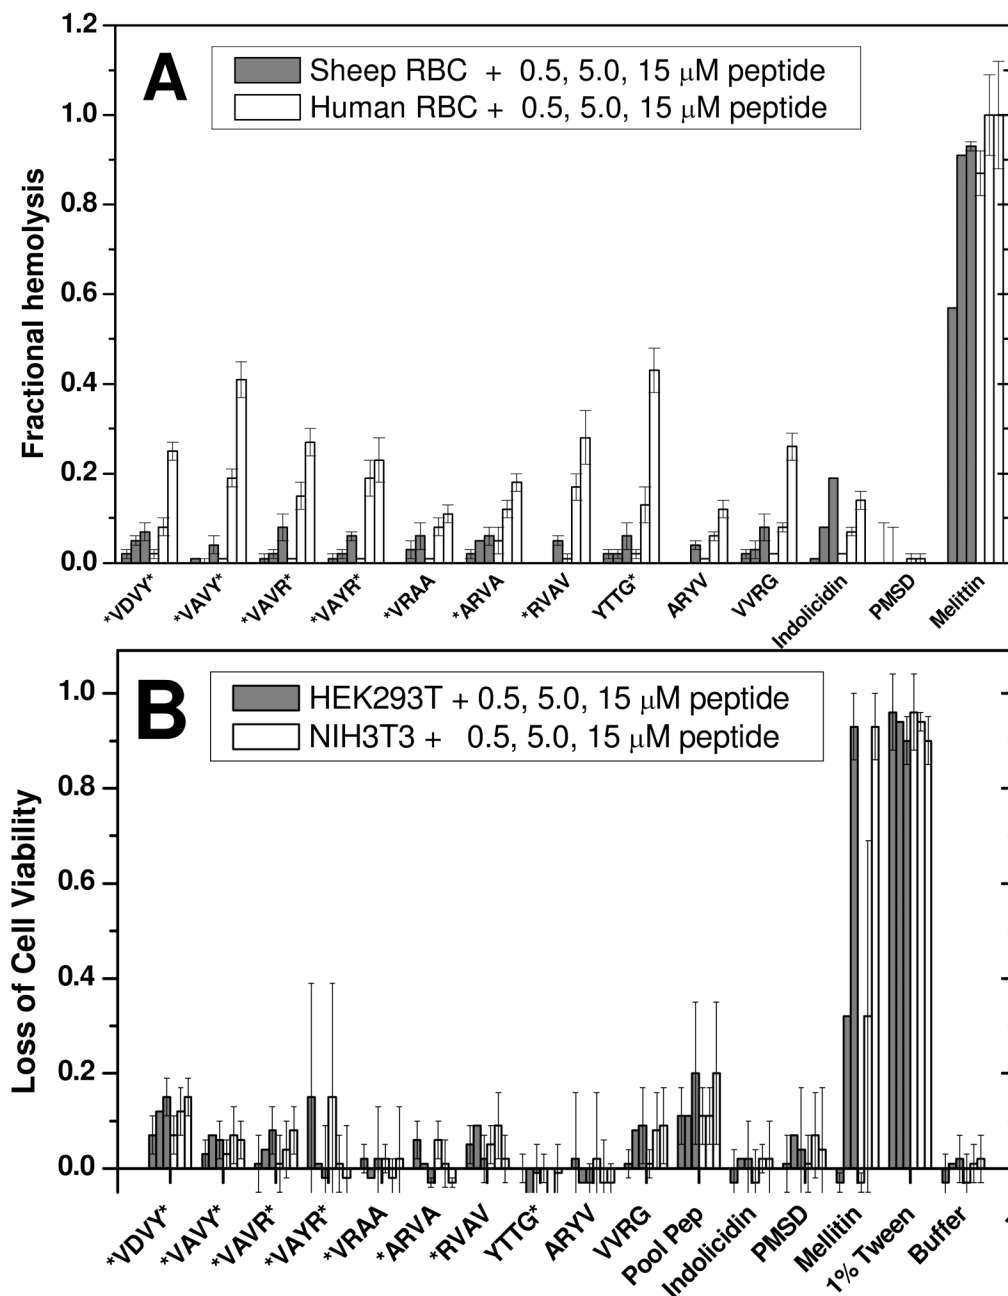 1.2
A
Sheep RBC + 0.5, 5.0, 15 μM peptide
Human RBC + 0.5, 5.0, 15 μM peptide
1.0
0.8
0.6
0.4
0.2
0.0
Fractional hemolysis
*VDVY*
*VAVY*
*VAVR*
*VAYR*
*VRAA
*ARVA
*RVAV
YTTG*
ARYV
VVRG
Indolicidin
PMSD
Melittin
B
HEK293T + 0.5, 5.0, 15 μM peptide
NIH3T3 + 0.5, 5.0, 15 μM peptide
1.0
0.8
0.6
0.4
0.2
0.0
Loss of Cell Viability
*VDVY*
*VAVY*
*VAVR*
*VAYR*
*VRAA
*ARVA
*RVAV
YTTG*
ARYV
VVRG
Pool Pep
Indolicidin
PMSD
Mellitin
1% Tween
Buffer